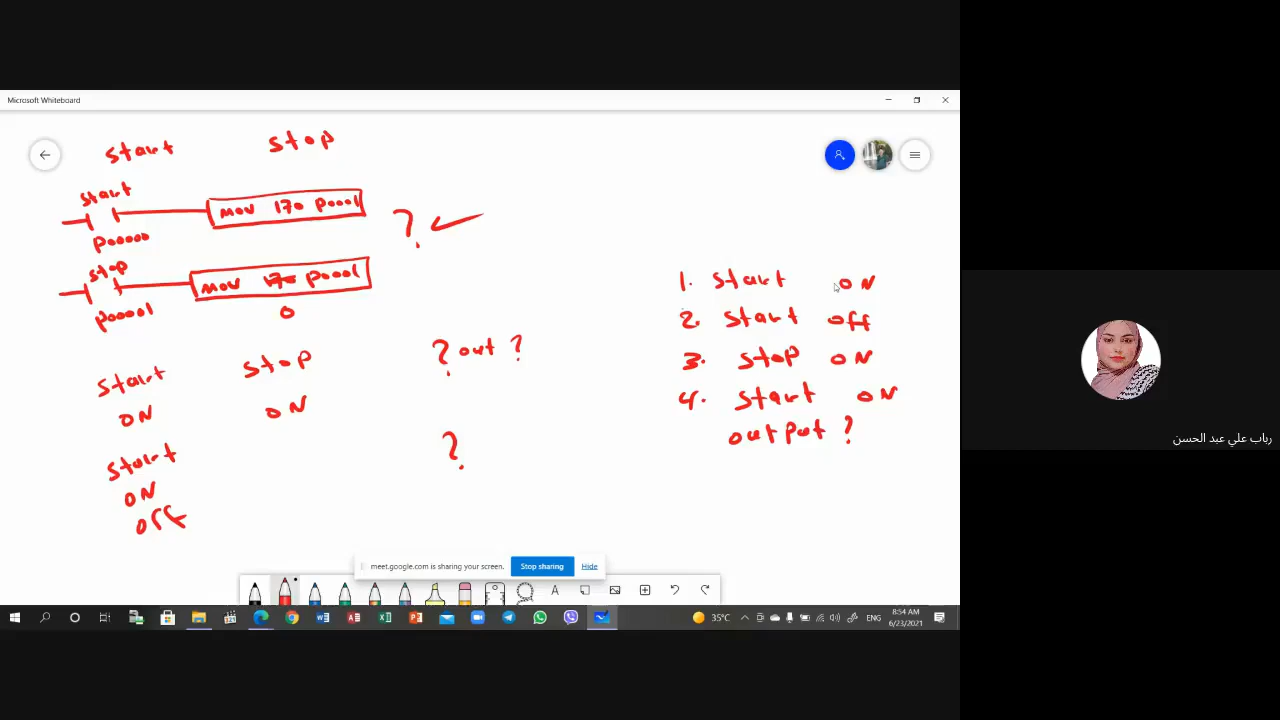 Microsoft Whiteboard
start stop
start
mov 170 P0001
P00000
?
stop
mov 170 P0001
P00001
0
start stop
ON ON
? out ?
start
ON
off
?
1. start ON
2. start off
3. stop ON
4. start ON
output ?
meet.google.com is sharing your screen. Stop sharing Hide
35°C ENG 8:54 AM
6/23/2021
رباب علي عبد الحسن